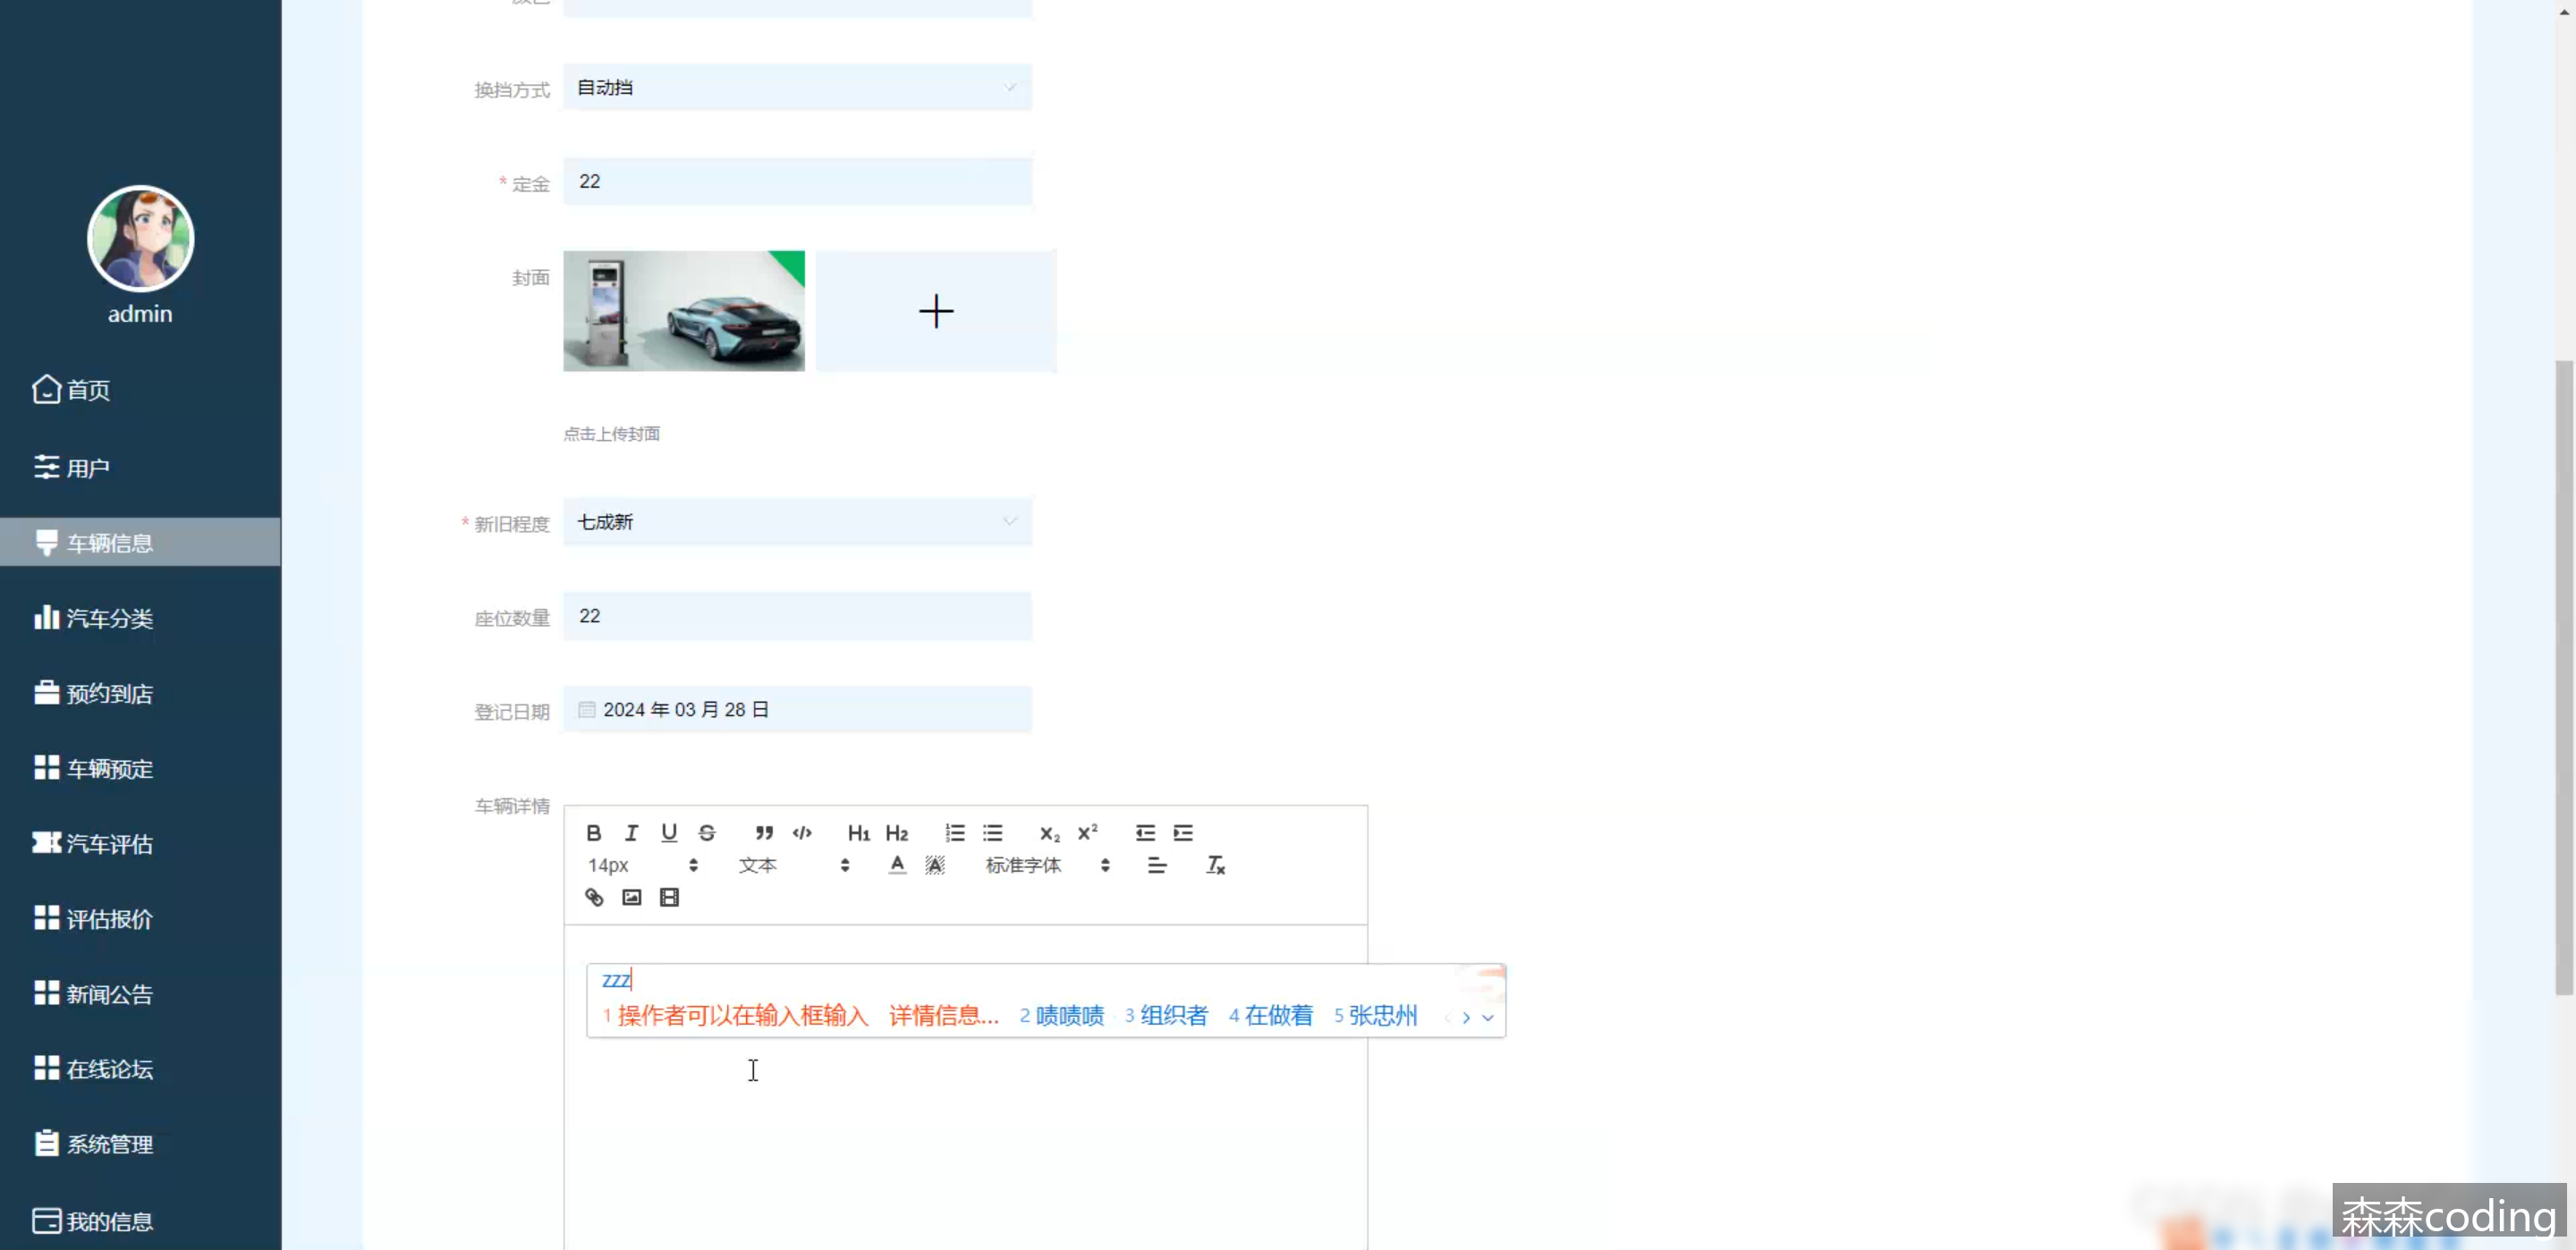 admin
首页
用户
车辆信息
汽车分类
预约到店
车辆预定
汽车评估
评估报价
新闻公告
在线论坛
系统管理
我的信息
换挡方式 自动挡
* 定金 22
封面
点击上传封面
* 新旧程度 七成新
座位数量 22
登记日期 2024 年 03 月 28 日
车辆详情
B I U S ” </> H1 H2 X₂ X²
14px 文本 A A 标准字体
zzz
1 操作者可以在输入框输入 详情信息... 2 啧啧啧 3 组织者 4 在做着 5 张忠州
森森coding